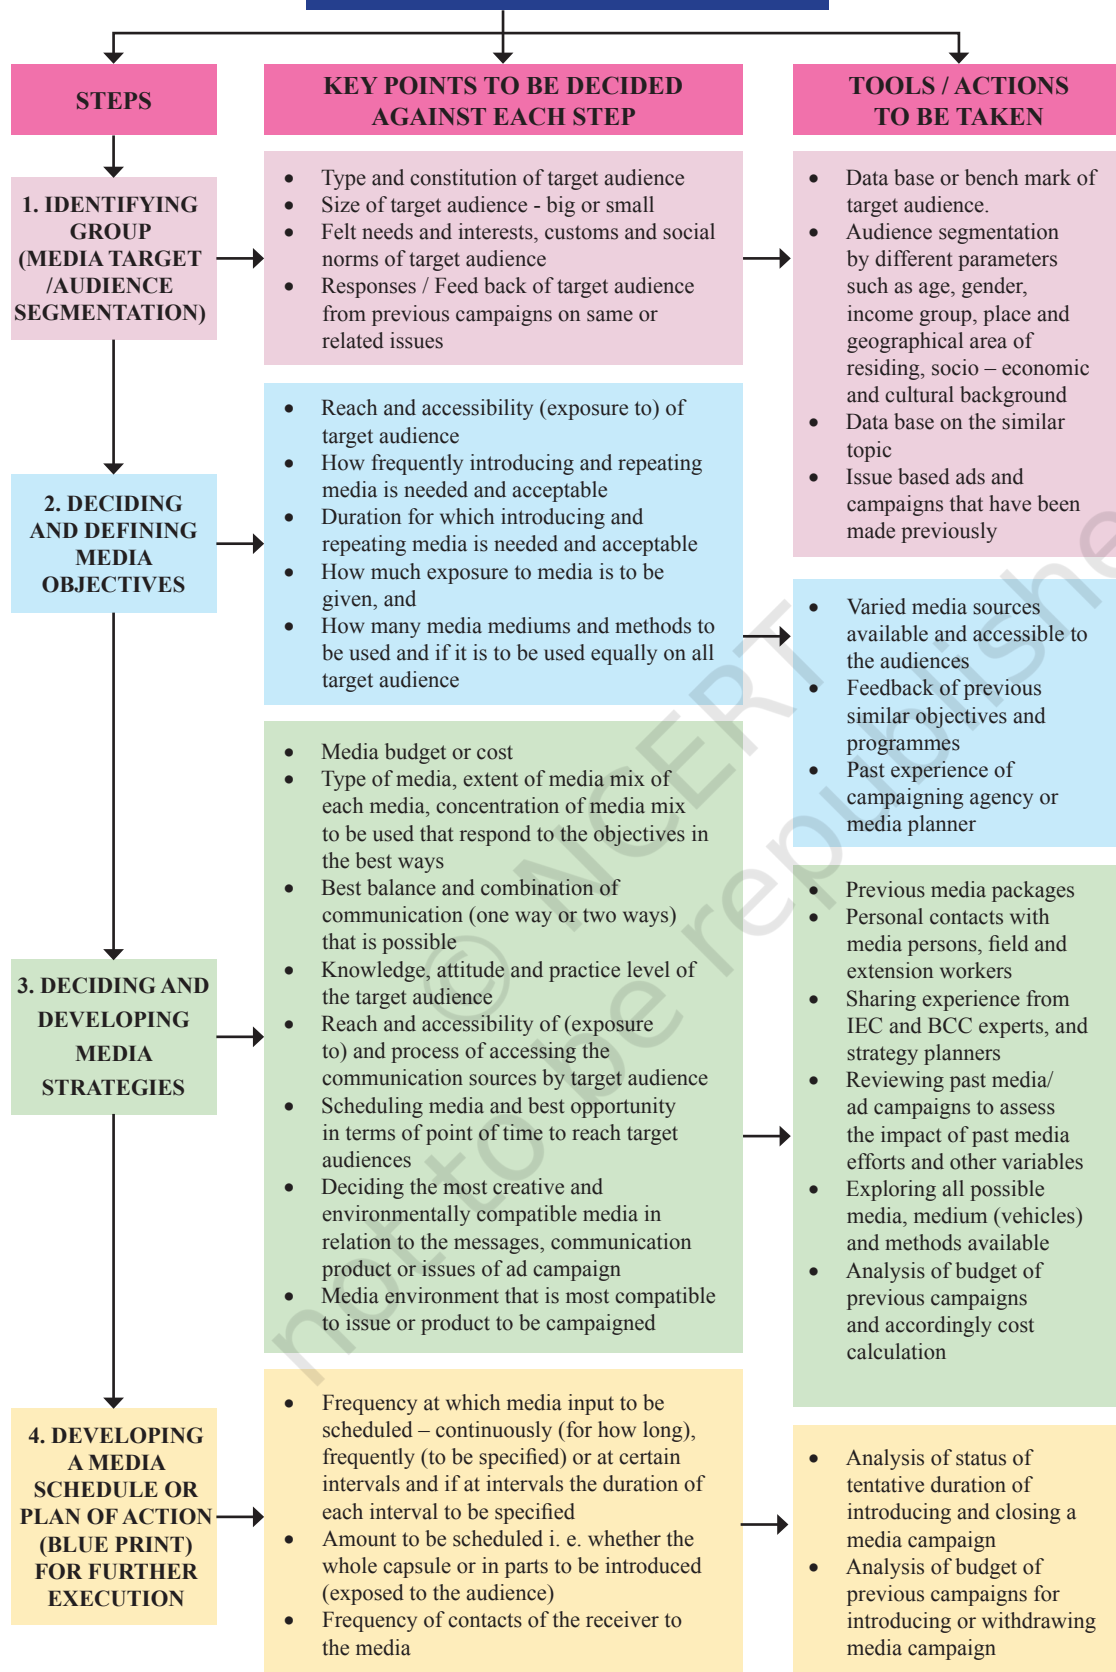 STEPS
KEY POINTS TO BE DECIDED
AGAINST EACH STEP
TOOLS / ACTIONS
TO BE TAKEN
1. IDENTIFYING
GROUP
(MEDIA TARGET
/AUDIENCE
SEGMENTATION)
• Type and constitution of target audience
• Size of target audience - big or small
• Felt needs and interests, customs and social
norms of target audience
• Responses / Feed back of target audience
from previous campaigns on same or
related issues
• Data base or bench mark of
target audience.
• Audience segmentation
by different parameters
such as age, gender,
income group, place and
geographical area of
residing, socio – economic
and cultural background
• Data base on the similar
topic
• Issue based ads and
campaigns that have been
made previously
2. DECIDING
AND DEFINING
MEDIA
OBJECTIVES
• Reach and accessibility (exposure to) of
target audience
• How frequently introducing and repeating
media is needed and acceptable
• Duration for which introducing and
repeating media is needed and acceptable
• How much exposure to media is to be
given, and
• How many media mediums and methods to
be used and if it is to be used equally on all
target audience
• Varied media sources
available and accessible to
the audiences
• Feedback of previous
similar objectives and
programmes
• Past experience of
campaigning agency or
media planner
3. DECIDING AND
DEVELOPING
MEDIA
STRATEGIES
• Media budget or cost
• Type of media, extent of media mix of
each media, concentration of media mix
to be used that respond to the objectives in
the best ways
• Best balance and combination of
communication (one way or two ways)
that is possible
• Knowledge, attitude and practice level of
the target audience
• Reach and accessibility of (exposure
to) and process of accessing the
communication sources by target audience
• Scheduling media and best opportunity
in terms of point of time to reach target
audiences
• Deciding the most creative and
environmentally compatible media in
relation to the messages, communication
product or issues of ad campaign
• Media environment that is most compatible
to issue or product to be campaigned
• Previous media packages
• Personal contacts with
media persons, field and
extension workers
• Sharing experience from
IEC and BCC experts, and
strategy planners
• Reviewing past media/
ad campaigns to assess
the impact of past media
efforts and other variables
• Exploring all possible
media, medium (vehicles)
and methods available
• Analysis of budget of
previous campaigns
and accordingly cost
calculation
4. DEVELOPING
A MEDIA
SCHEDULE OR
PLAN OF ACTION
(BLUE PRINT)
FOR FURTHER
EXECUTION
• Frequency at which media input to be
scheduled – continuously (for how long),
frequently (to be specified) or at certain
intervals and if at intervals the duration of
each interval to be specified
• Amount to be scheduled i. e. whether the
whole capsule or in parts to be introduced
(exposed to the audience)
• Frequency of contacts of the receiver to
the media
• Analysis of status of
tentative duration of
introducing and closing a
media campaign
• Analysis of budget of
previous campaigns for
introducing or withdrawing
media campaign
© NCERT
not to be republishe